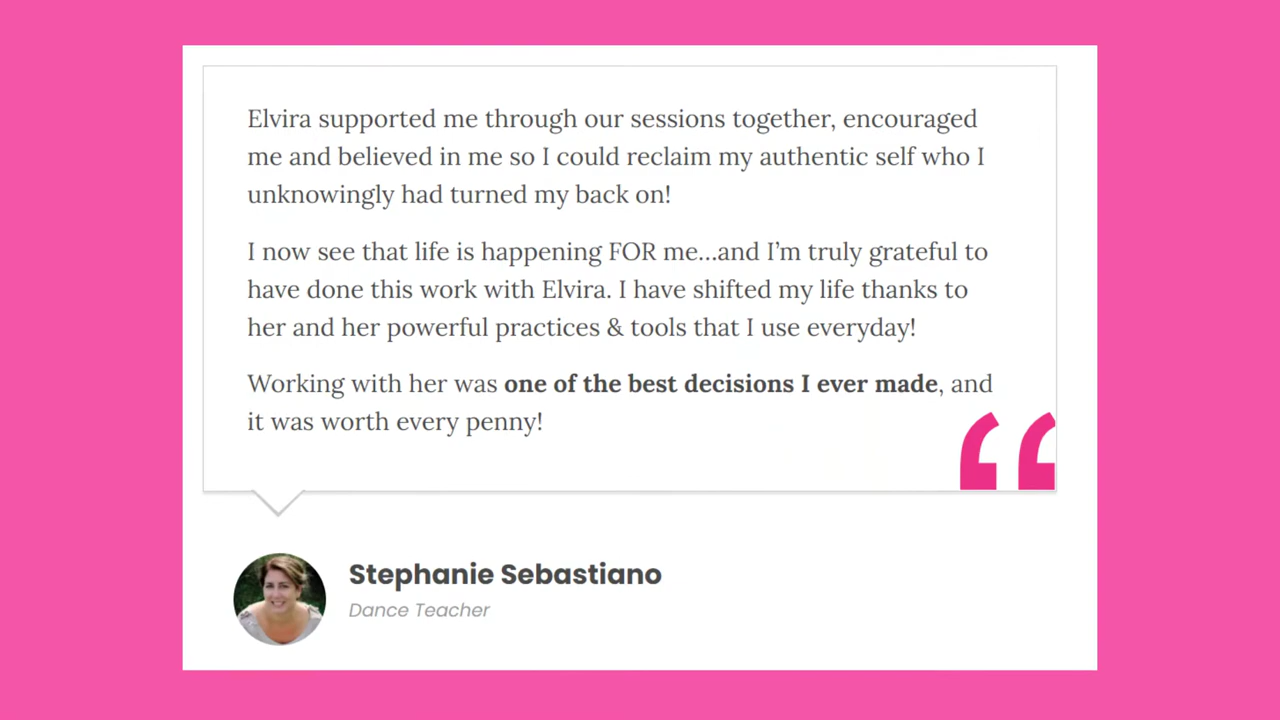 Elvira supported me through our sessions together, encouraged
me and believed in me so I could reclaim my authentic self who I
unknowingly had turned my back on!
I now see that life is happening FOR me...and I’m truly grateful to
have done this work with Elvira. I have shifted my life thanks to
her and her powerful practices & tools that I use everyday!
Working with her was one of the best decisions I ever made, and
it was worth every penny!
Stephanie Sebastiano
Dance Teacher